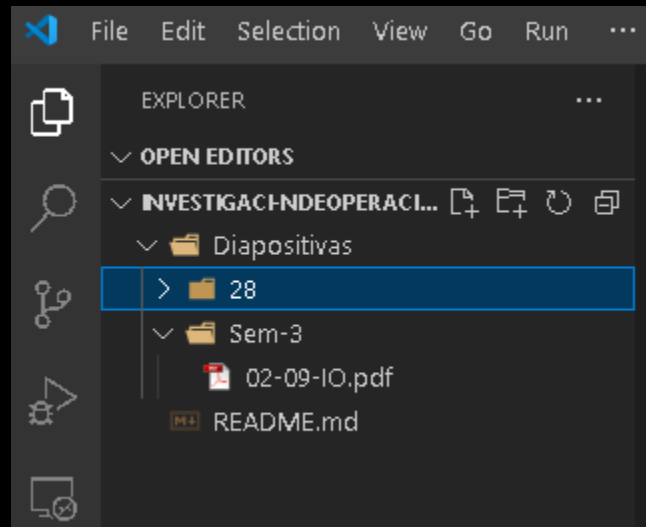 File Edit Selection View Go Run ...
EXPLORER ...
OPEN EDITORS
INVESTIGACI-NDEOPERACI...
Diapositivas
28
Sem-3
02-09-IO.pdf
README.md